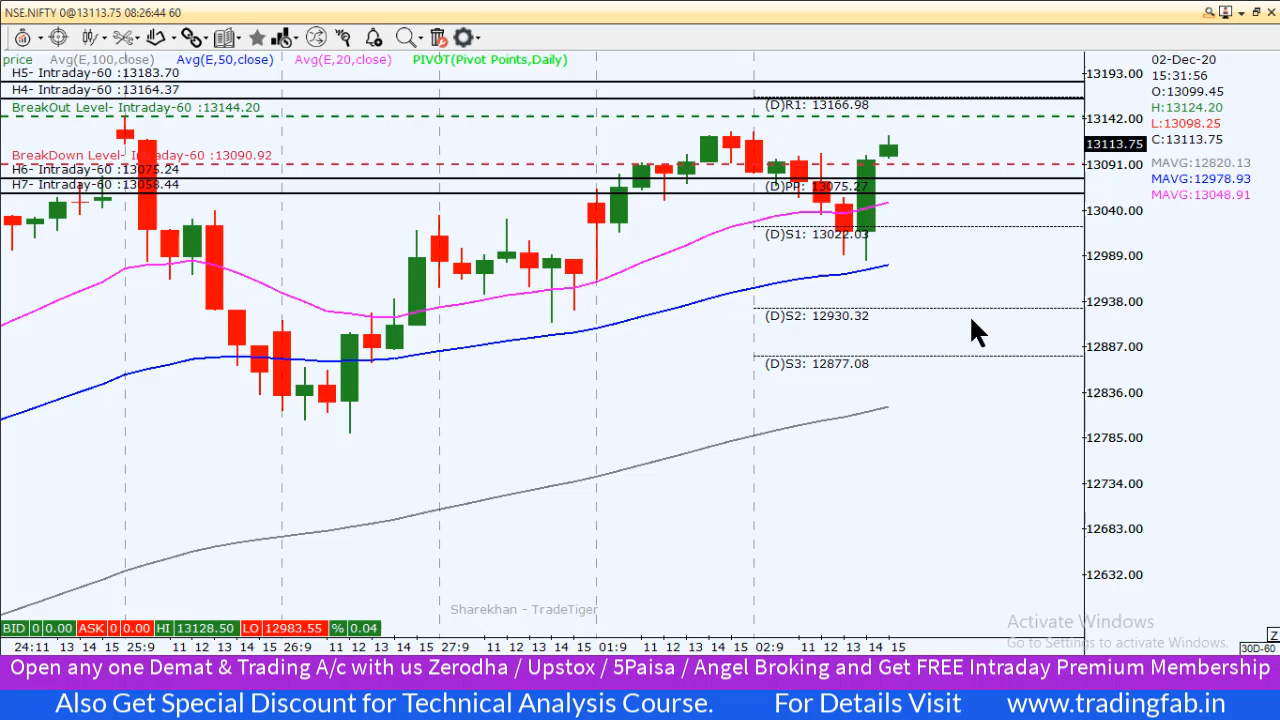 NSE.NIFTY 0@13113.75 08:26:44 60
price Avg(E,100,close) Avg(E,50,close) Avg(E,20,close) PIVOT(Pivot Points,Daily)
H5- Intraday-60 :13183.70
H4- Intraday-60 :13164.37
BreakOut Level- Intraday-60 :13144.20
BreakDown Level- Intraday-60 :13090.92
H6- Intraday-60 :13075.24
H7- Intraday-60 :13058.44
(D)R1: 13166.98
(D)PP: 13075.27
(D)S1: 13022.03
(D)S2: 12930.32
(D)S3: 12877.08
13193.00
13142.00
13113.75
13091.00
13040.00
12989.00
12938.00
12887.00
12836.00
12785.00
12734.00
12683.00
12632.00
02-Dec-20
15:31:56
O:13099.45
H:13124.20
L:13098.25
C:13113.75
MAVG:12820.13
MAVG:12978.93
MAVG:13048.91
Sharekhan - TradeTiger
Activate Windows
Go to Settings to activate Windows.
BID 0 0.00 ASK 0 0.00 HI 13128.50 LO 12983.55 % 0.04
Z
24:11 13 14 15 25:9 11 12 13 14 15 26:9 11 12 13 14 15 27:9 11 12 13 14 15 01:9 11 12 13 14 15 02:9 11 12 13 14 15
30D-60
Open any one Demat & Trading A/c with us Zerodha / Upstox / 5Paisa / Angel Broking and Get FREE Intraday Premium Membership
Also Get Special Discount for Technical Analysis Course. For Details Visit www.tradingfab.in